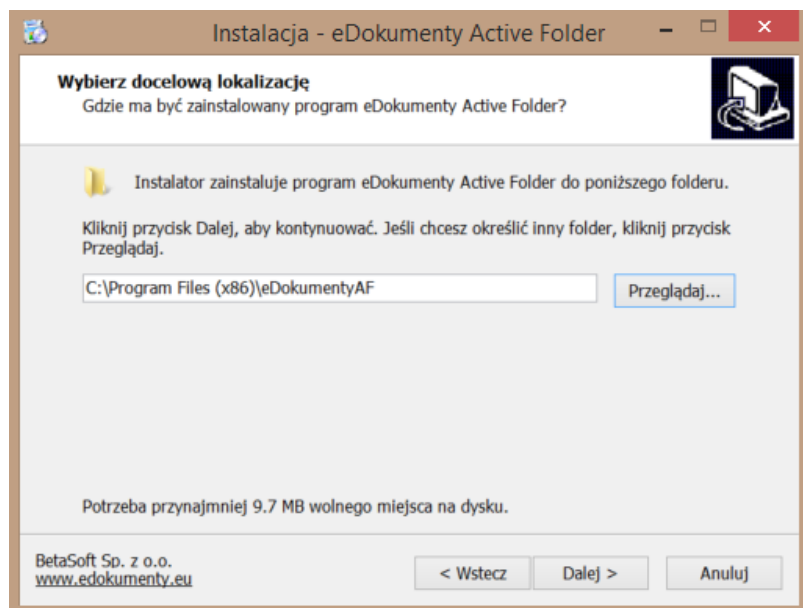 Instalacja - eDokumenty Active Folder
Wybierz docelową lokalizację
Gdzie ma być zainstalowany program eDokumenty Active Folder?
Instalator zainstaluje program eDokumenty Active Folder do poniższego folderu.
Kliknij przycisk Dalej, aby kontynuować. Jeśli chcesz określić inny folder, kliknij przycisk
Przeglądaj.
C:\Program Files (x86)\eDokumentyAF
Przeglądaj...
Potrzeba przynajmniej 9.7 MB wolnego miejsca na dysku.
BetaSoft Sp. z o.o.
www.edokumenty.eu
< Wstecz
Dalej >
Anuluj